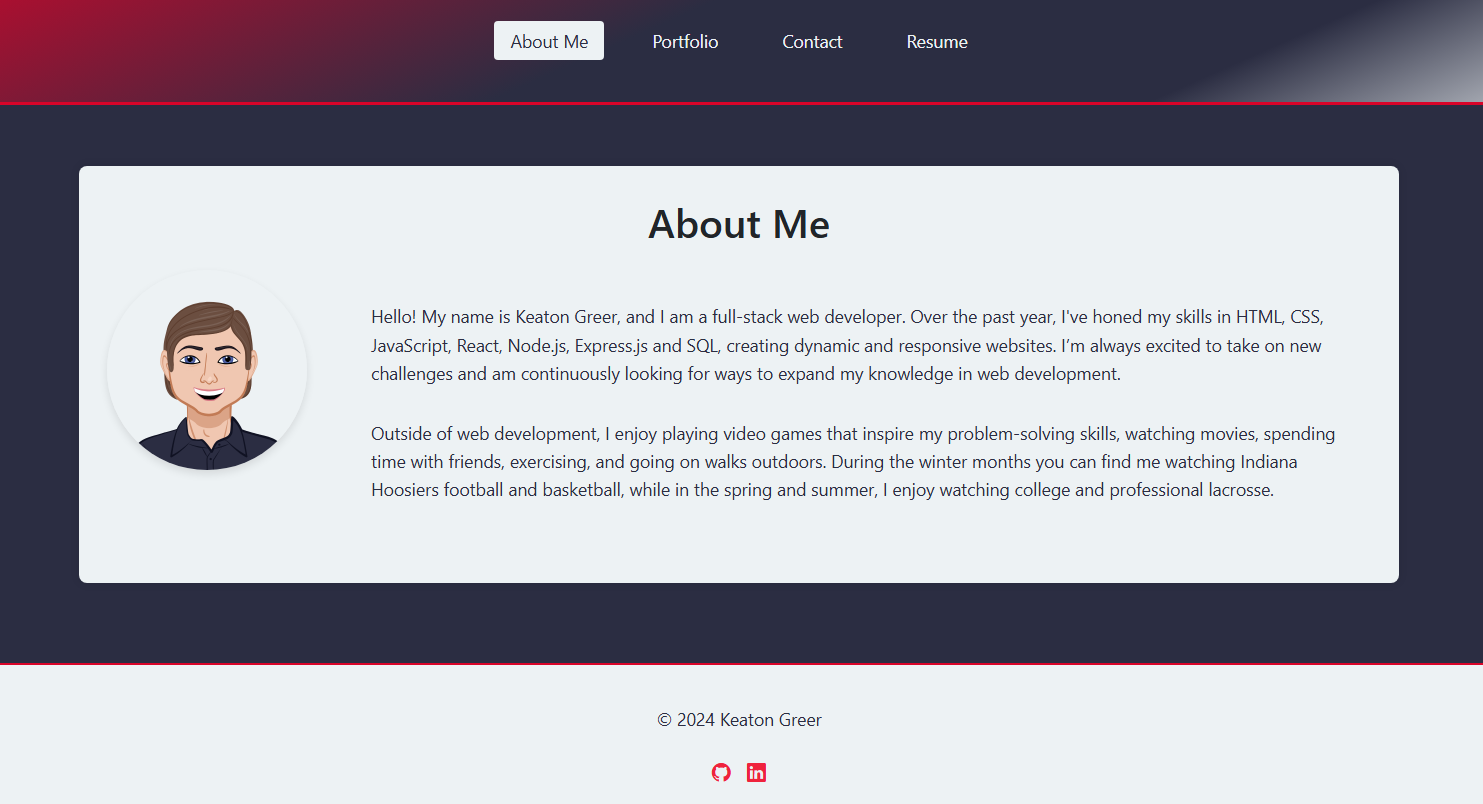 About Me Portfolio Contact Resume
About Me
Hello! My name is Keaton Greer, and I am a full-stack web developer. Over the past year, I've honed my skills in HTML, CSS,
JavaScript, React, Node.js, Express.js and SQL, creating dynamic and responsive websites. I’m always excited to take on new
challenges and am continuously looking for ways to expand my knowledge in web development.
Outside of web development, I enjoy playing video games that inspire my problem-solving skills, watching movies, spending
time with friends, exercising, and going on walks outdoors. During the winter months you can find me watching Indiana
Hoosiers football and basketball, while in the spring and summer, I enjoy watching college and professional lacrosse.
© 2024 Keaton Greer
in